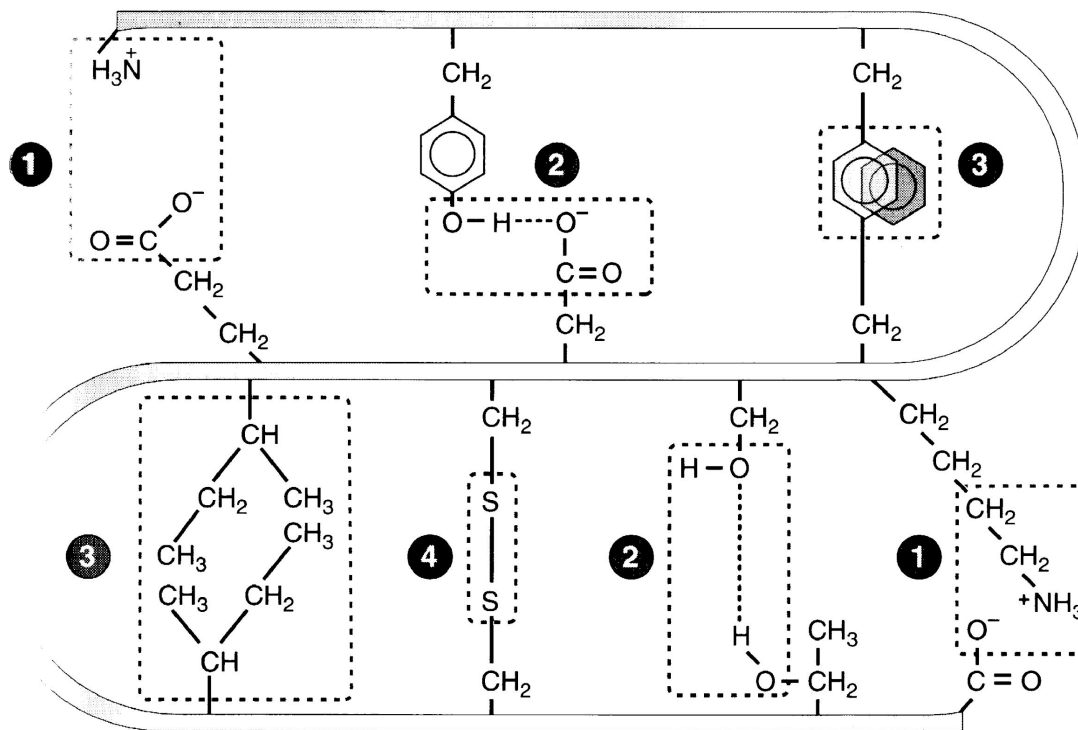 H₃N⁺
CH₂
CH₂
1
2
3
O⁻
O=C
O–H----O⁻
C=O
CH₂
CH₂
CH₂
CH₂
CH
CH₂
CH₃
CH₃
CH₃
CH₃
CH₂
CH
CH₂
S
S
CH₂
CH₂
H–O
H
O
CH₃
CH₂
CH₂
CH₂
CH₂
CH₂
⁺NH₃
O⁻
C=O
3
4
2
1